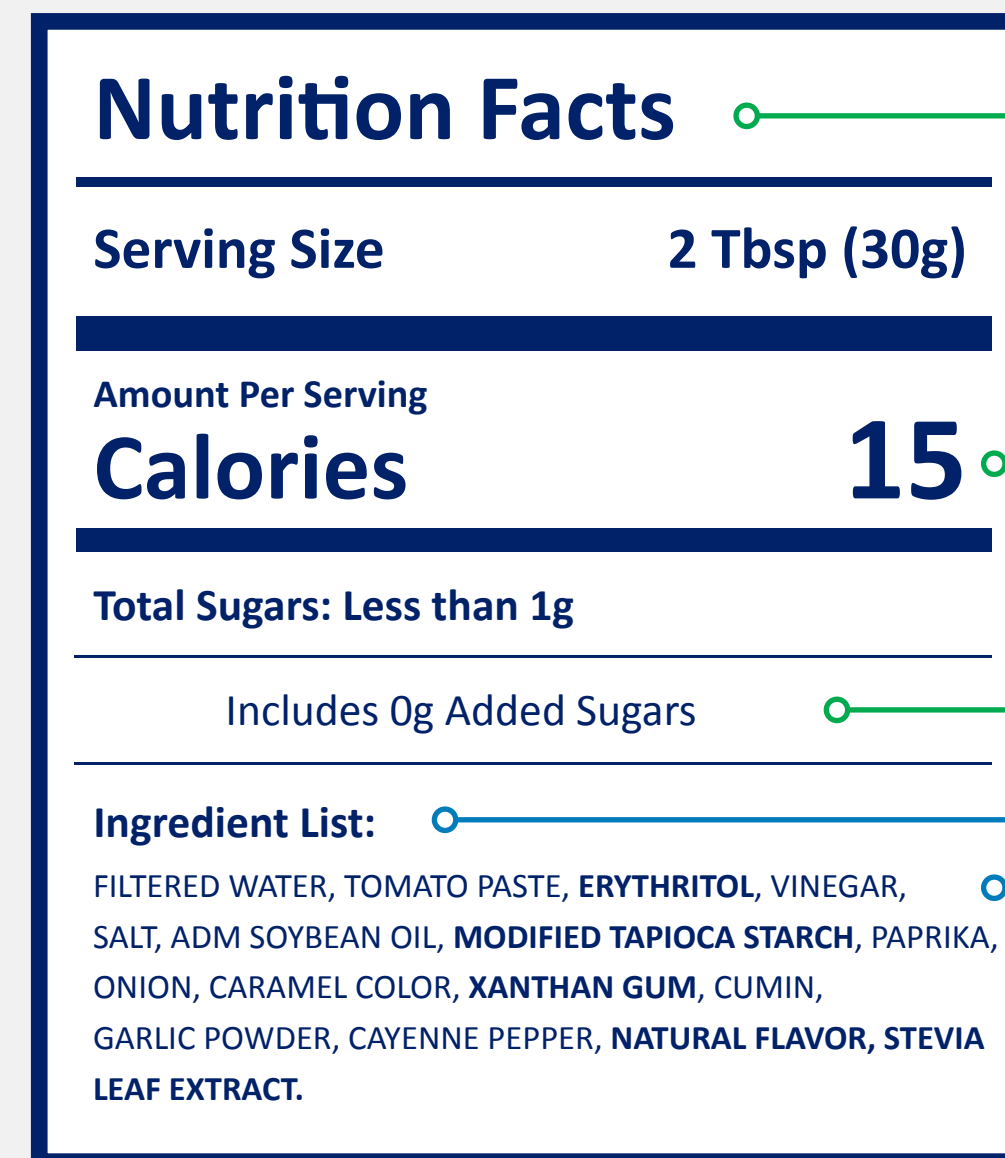 Nutrition Facts
Serving Size 2 Tbsp (30g)
Amount Per Serving
Calories 15
Total Sugars: Less than 1g
Includes 0g Added Sugars
Ingredient List:
FILTERED WATER, TOMATO PASTE, ERYTHRITOL, VINEGAR,
SALT, ADM SOYBEAN OIL, MODIFIED TAPIOCA STARCH, PAPRIKA,
ONION, CARAMEL COLOR, XANTHAN GUM, CUMIN,
GARLIC POWDER, CAYENNE PEPPER, NATURAL FLAVOR, STEVIA
LEAF EXTRACT.